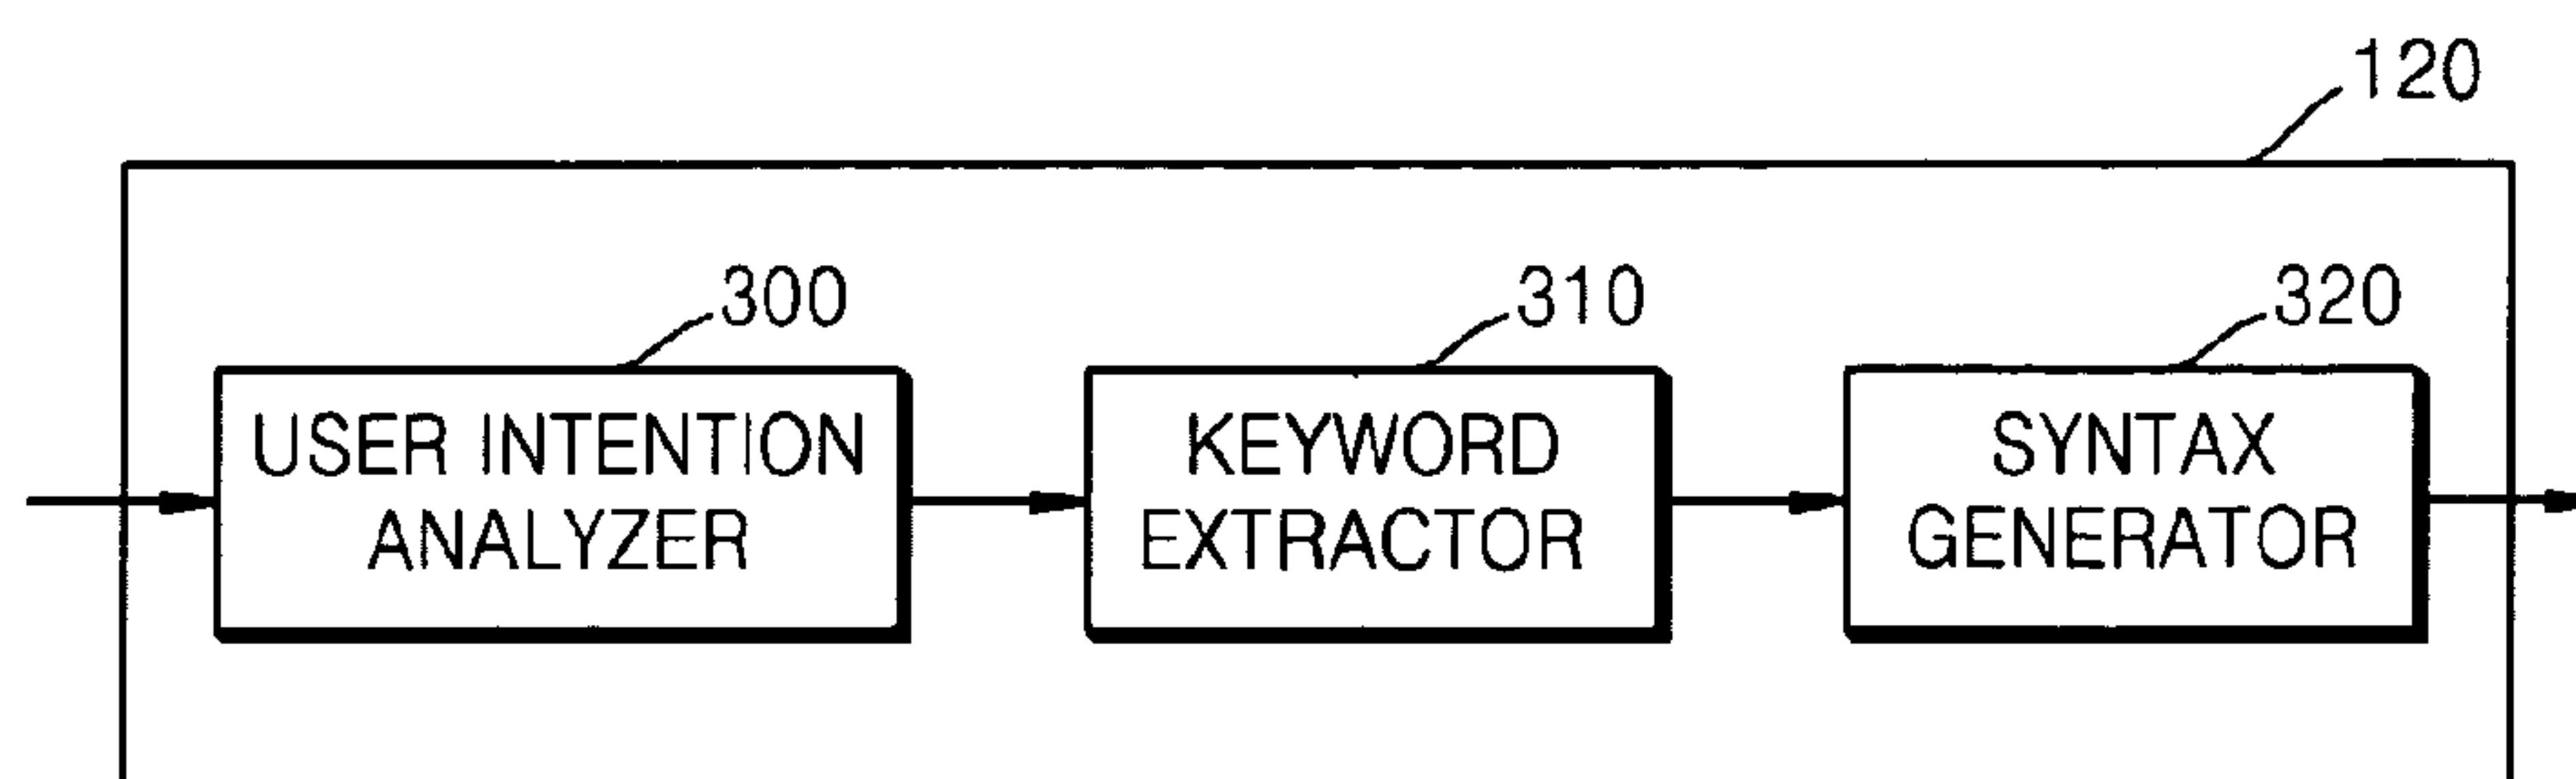 120
300
310
320
USER INTENTION
ANALYZER
KEYWORD
EXTRACTOR
SYNTAX
GENERATOR